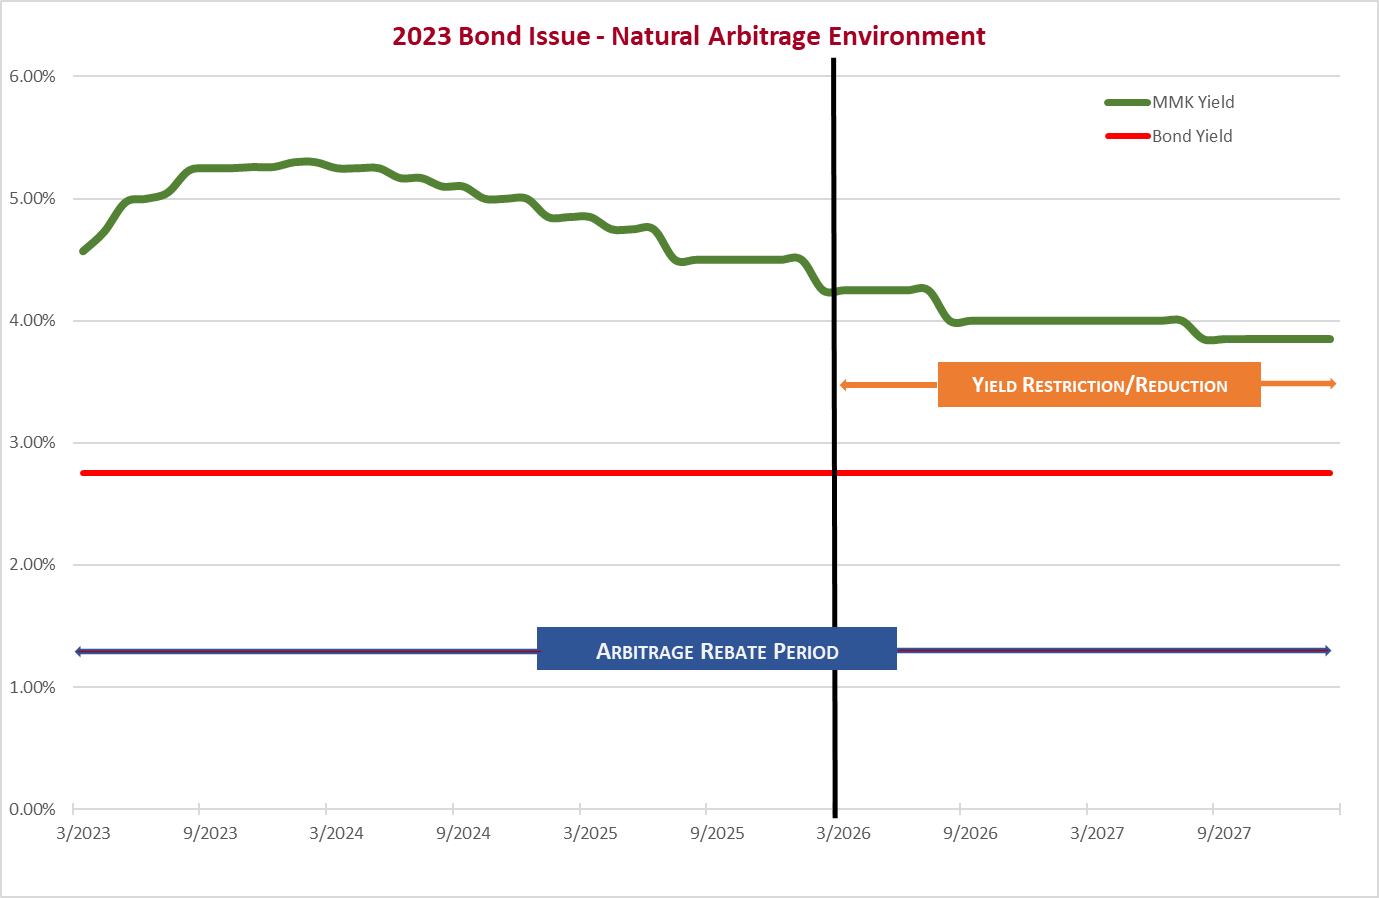 2023 Bond Issue - Natural Arbitrage Environment
6.00%
MMK Yield
Bond Yield
5.00%
4.00%
YIELD RESTRICTION/REDUCTION
3.00%
2.00%
ARBITRAGE REBATE PERIOD
1.00%
0.00%
3/2023 9/2023 3/2024 9/2024 3/2025 9/2025 3/2026 9/2026 3/2027 9/2027